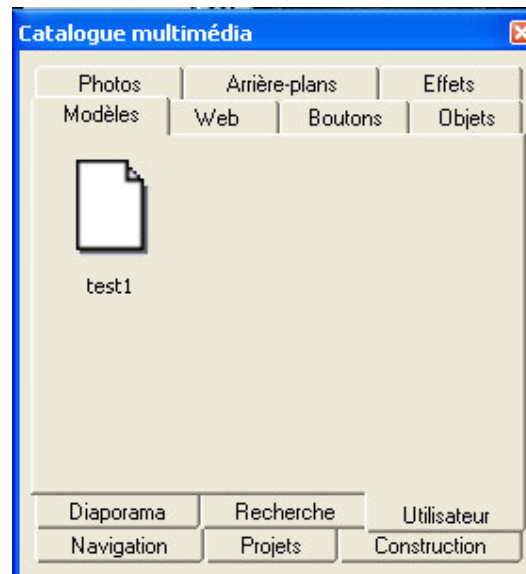 Catalogue multimédia
Photos Arrière-plans Effets
Modèles Web Boutons Objets
test1
Diaporama Recherche Utilisateur
Navigation Projets Construction